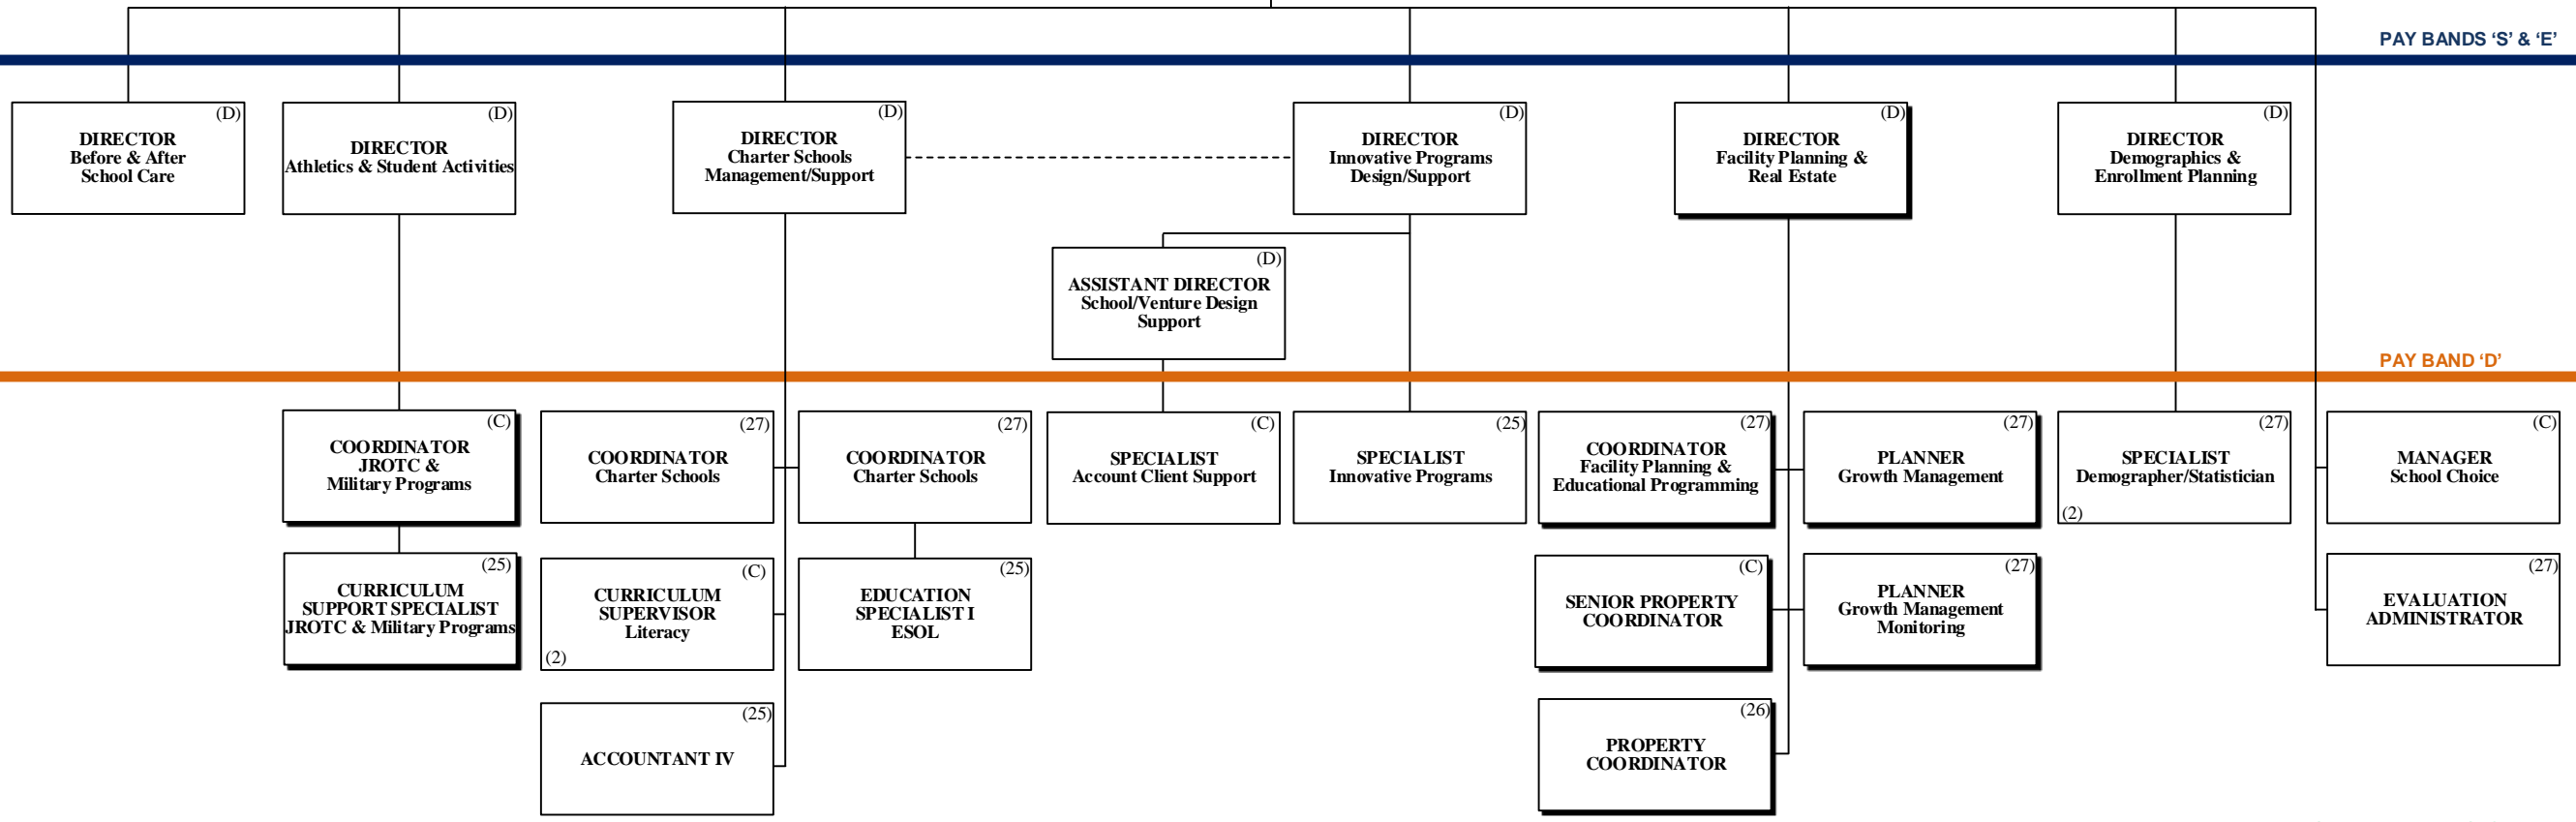 PAY BANDS ‘S’ & ‘E’
(D)
DIRECTOR
Before & After
School Care
(D)
DIRECTOR
Athletics & Student Activities
(D)
DIRECTOR
Charter Schools
Management/Support
(D)
DIRECTOR
Innovative Programs
Design/Support
(D)
DIRECTOR
Facility Planning &
Real Estate
(D)
DIRECTOR
Demographics &
Enrollment Planning
(D)
ASSISTANT DIRECTOR
School/Venture Design
Support
PAY BAND ‘D’
(C)
COORDINATOR
JROTC &
Military Programs
(27)
COORDINATOR
Charter Schools
(27)
COORDINATOR
Charter Schools
(C)
SPECIALIST
Account Client Support
(25)
SPECIALIST
Innovative Programs
(27)
COORDINATOR
Facility Planning &
Educational Programming
(27)
PLANNER
Growth Management
(27)
SPECIALIST
Demographer/Statistician
(2)
(C)
MANAGER
School Choice
(25)
CURRICULUM
SUPPORT SPECIALIST
JROTC & Military Programs
(C)
CURRICULUM
SUPERVISOR
Literacy
(2)
(25)
EDUCATION
SPECIALIST I
ESOL
(C)
SENIOR PROPERTY
COORDINATOR
(27)
PLANNER
Growth Management
Monitoring
(27)
EVALUATION
ADMINISTRATOR
(25)
ACCOUNTANT IV
(26)
PROPERTY
COORDINATOR